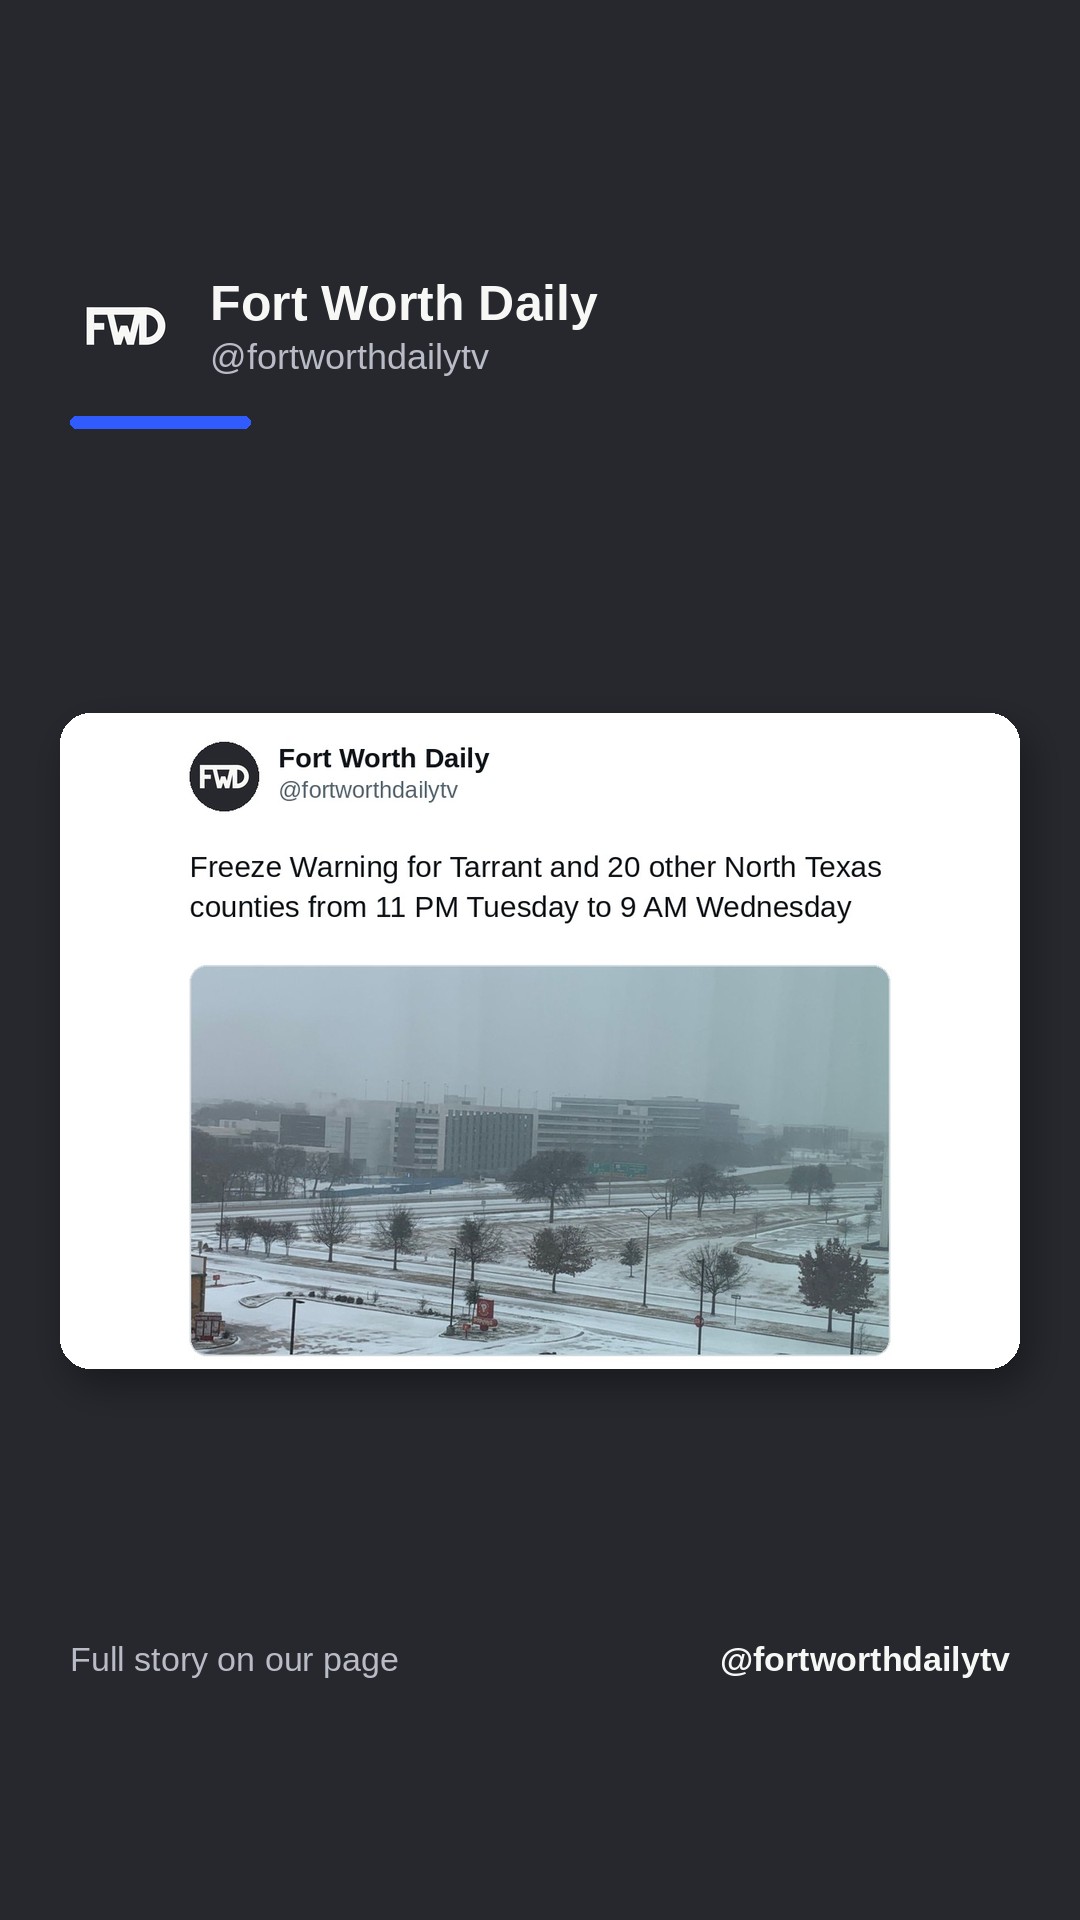 FWD
Fort Worth Daily
@fortworthdailytv
FWD
Fort Worth Daily
@fortworthdailytv
Freeze Warning for Tarrant and 20 other North Texas
counties from 11 PM Tuesday to 9 AM Wednesday
Full story on our page
@fortworthdailytv